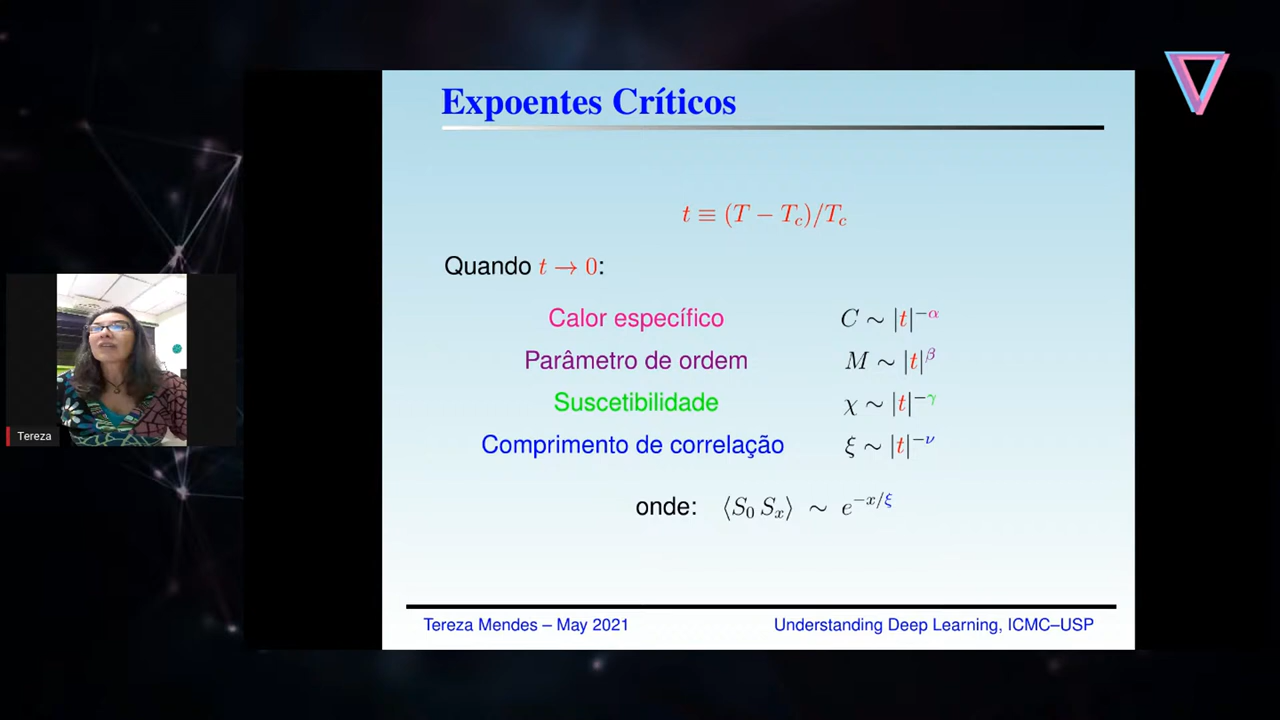 Expoentes Críticos
t ≡ (T − T_c)/T_c
Quando t → 0:
Calor específico C ∼ |t|^{−α}
Parâmetro de ordem M ∼ |t|^β
Suscetibilidade χ ∼ |t|^{−γ}
Comprimento de correlação ξ ∼ |t|^{−ν}
onde: ⟨S_0 S_x⟩ ∼ e^{−x/ξ}
Tereza
Tereza Mendes – May 2021 Understanding Deep Learning, ICMC–USP